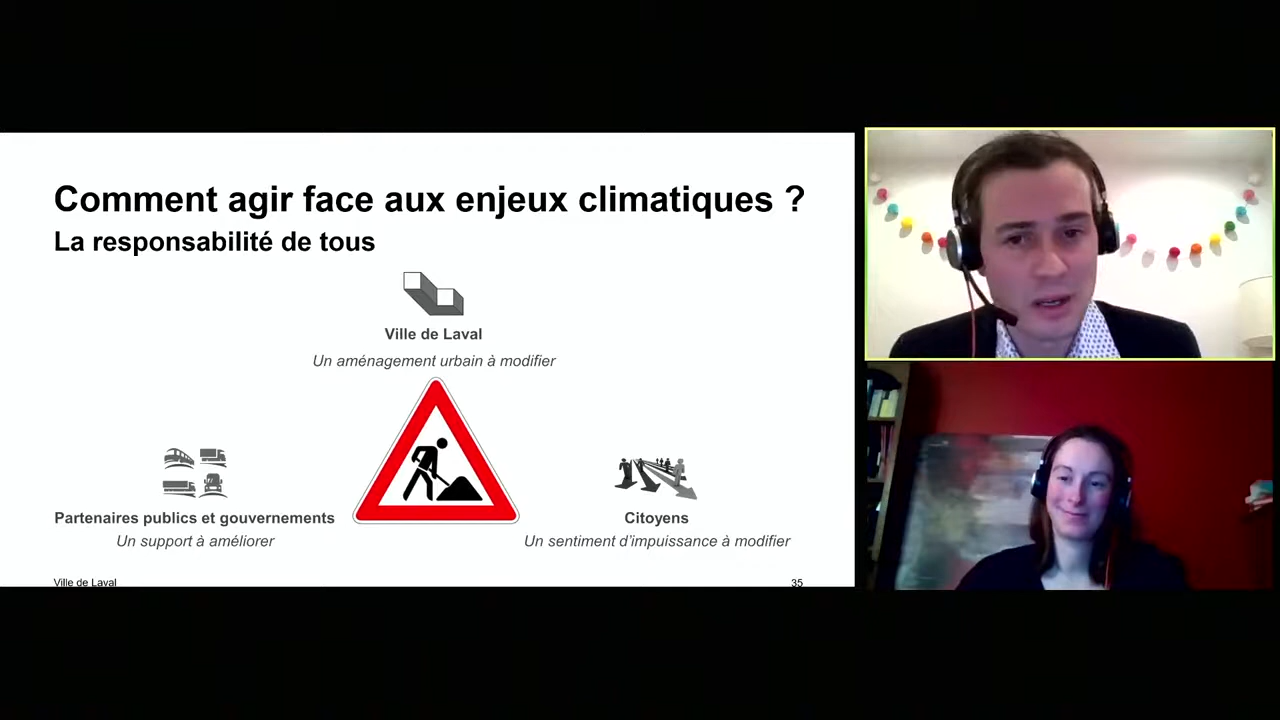 Comment agir face aux enjeux climatiques ?
La responsabilité de tous
Ville de Laval
Un aménagement urbain à modifier
Partenaires publics et gouvernements
Un support à améliorer
Citoyens
Un sentiment d'impuissance à modifier
Ville de Laval
35